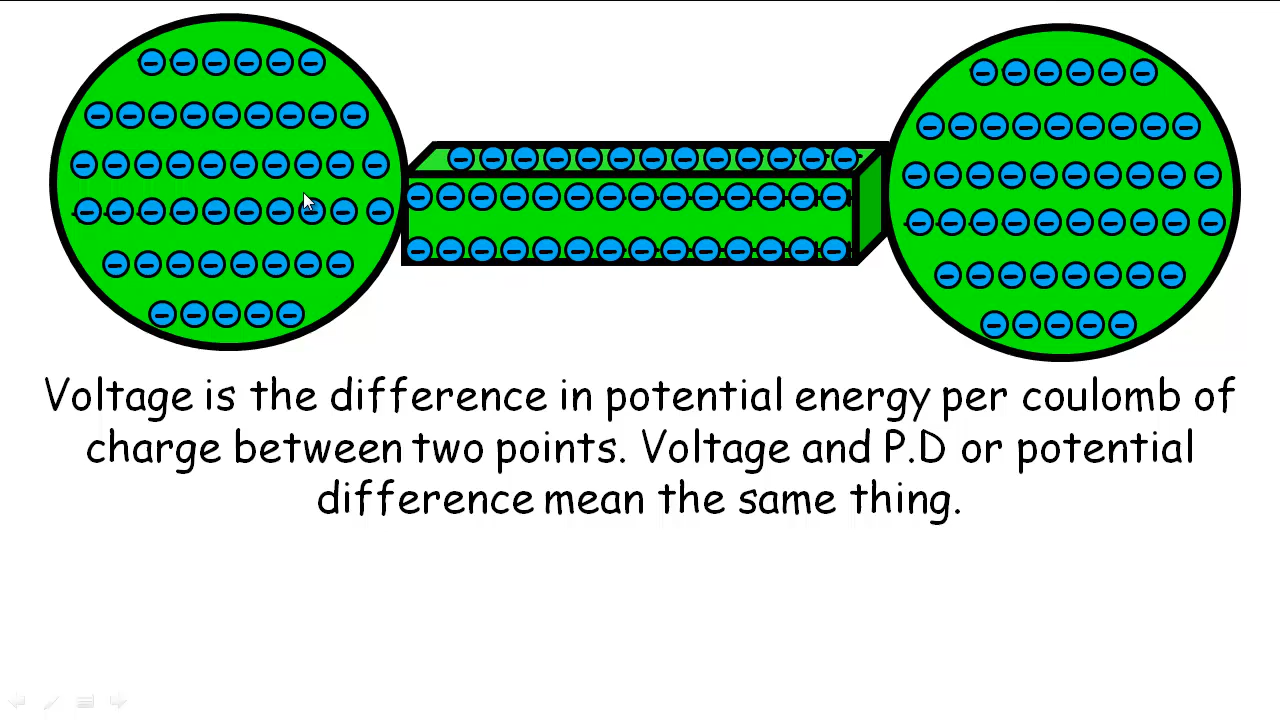 Voltage is the difference in potential energy per coulomb of
charge between two points. Voltage and P.D or potential
difference mean the same thing.